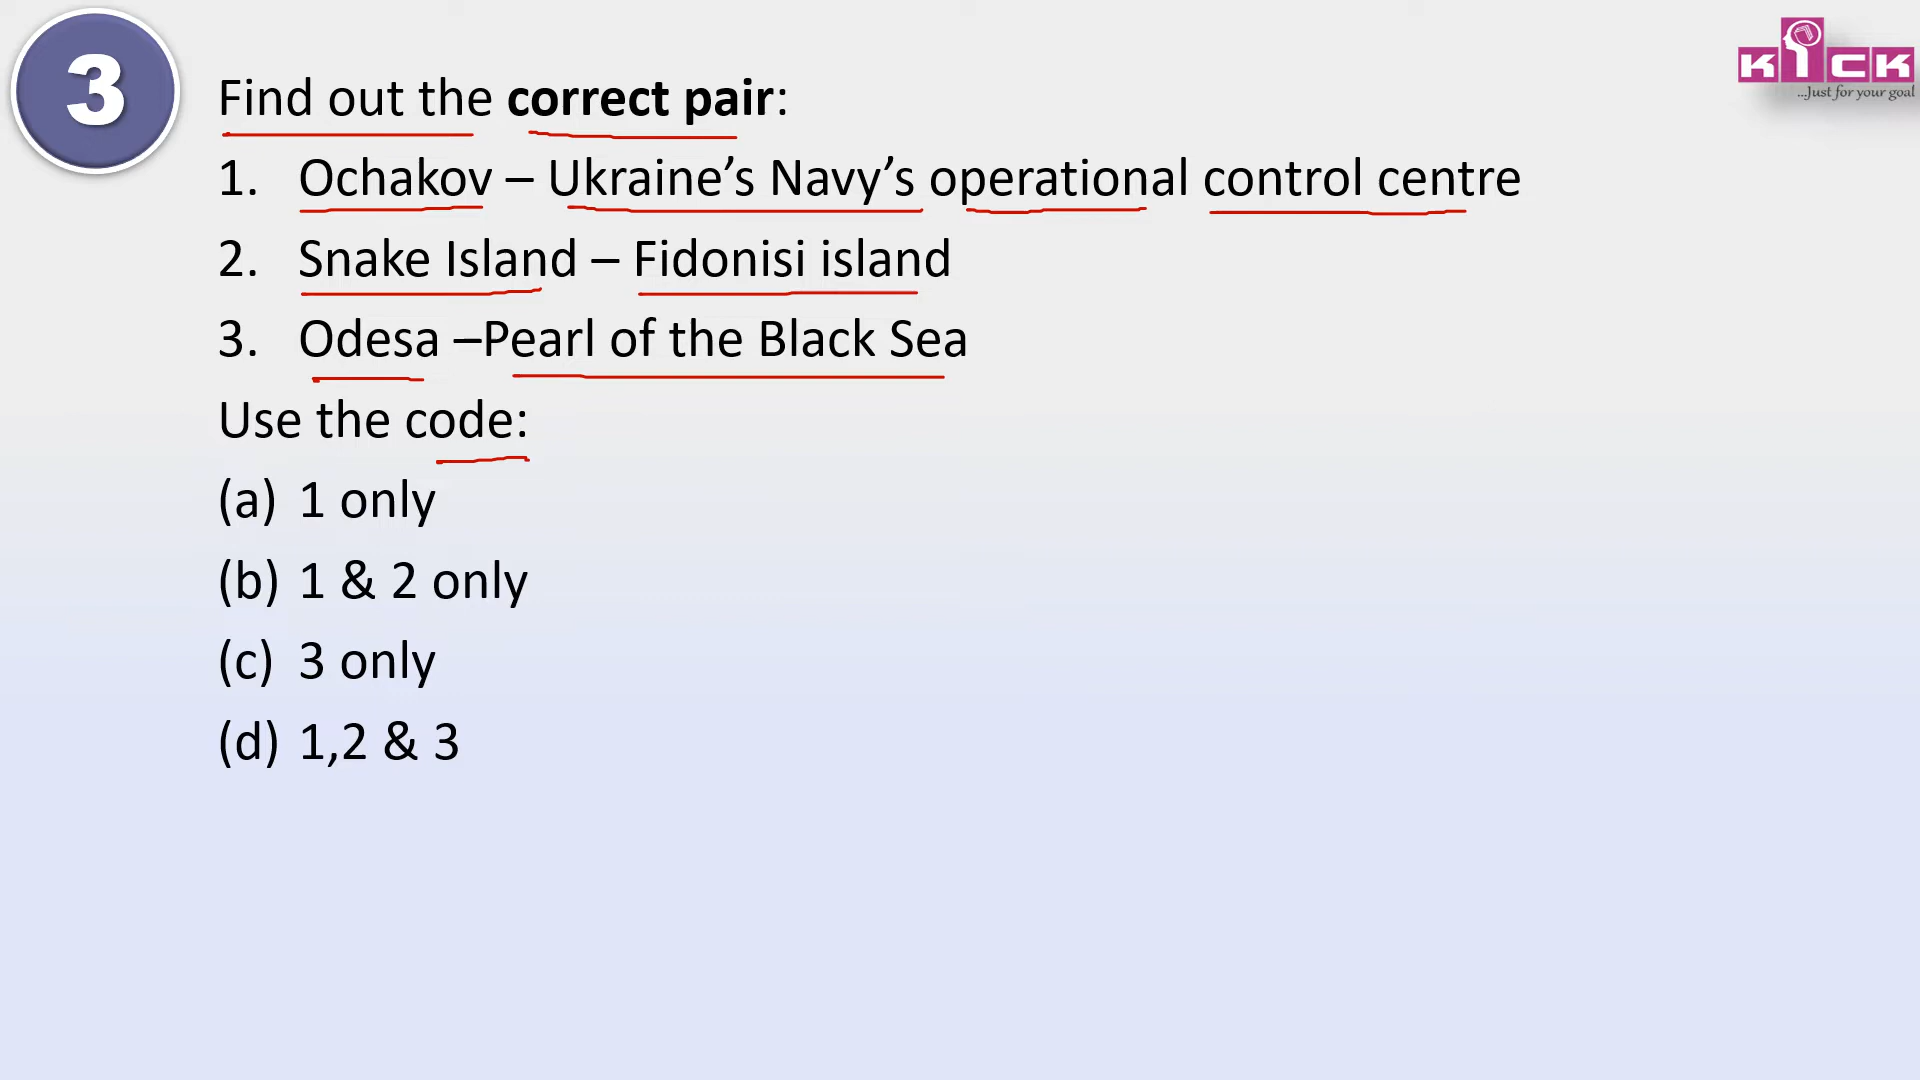 3
KICK
...Just for your goal
Find out the correct pair:
1. Ochakov – Ukraine’s Navy’s operational control centre
2. Snake Island – Fidonisi island
3. Odesa –Pearl of the Black Sea
Use the code:
(a) 1 only
(b) 1 & 2 only
(c) 3 only
(d) 1,2 & 3